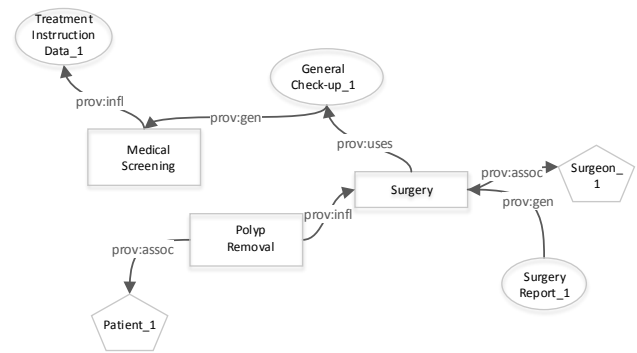 Treatment
Instruction
Data_1
General
Check-up_1
prov:infl
prov:gen
Medical
Screening
prov:uses
Surgery
prov:assoc
Surgeon_
1
prov:gen
prov:infl
Polyp
Removal
prov:assoc
Surgery
Report_1
Patient_1